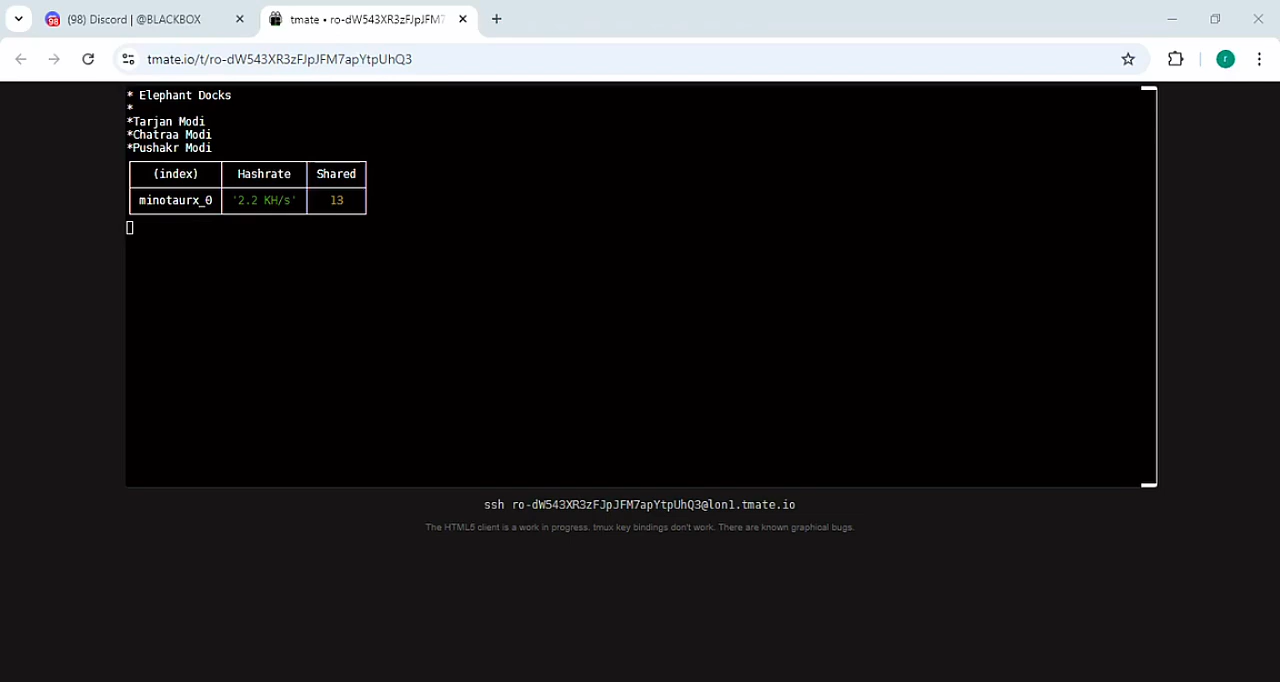 (98) Discord | @BLACKBOX
tmate • ro-dW543XR3zFJpJFM7
tmate.io/t/ro-dW543XR3zFJpJFM7apYtpUhQ3
r
* Elephant Docks
*
*Tarjan Modi
*Chatraa Modi
*Pushakr Modi
(index) Hashrate Shared
minotaurx_0 '2.2 KH/s' 13
ssh ro-dW543XR3zFJpJFM7apYtpUhQ3@lon1.tmate.io
The HTML5 client is a work in progress. tmux key bindings don't work. There are known graphical bugs.